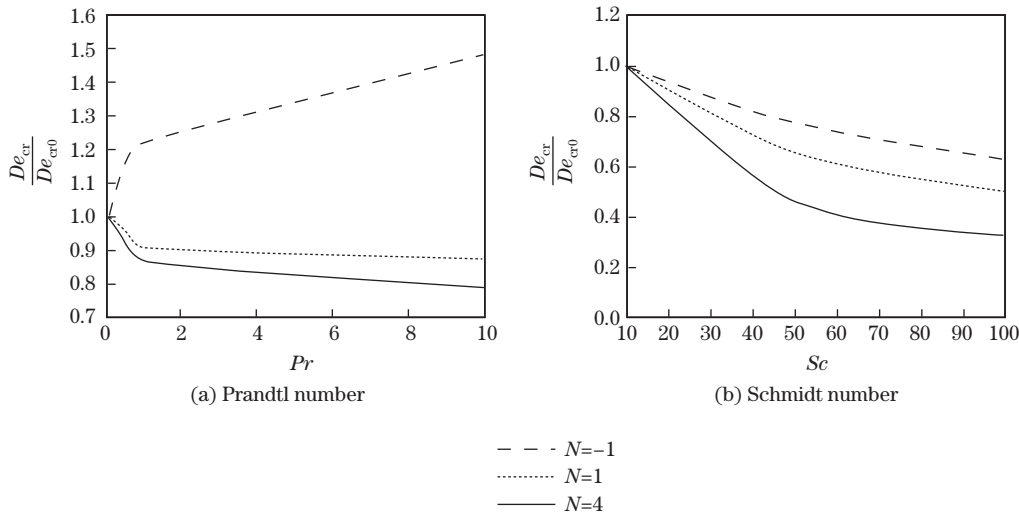 1.6
1.5
1.4
1.3
1.2
1.1
1.0
0.9
0.8
0.7
De_cr
De_cr0
0 2 4 6 8 10
Pr
(a) Prandtl number
1.2
1.0
0.8
0.6
0.4
0.2
0.0
De_cr
De_cr0
10 20 30 40 50 60 70 80 90 100
Sc
(b) Schmidt number
N=−1
N=1
N=4